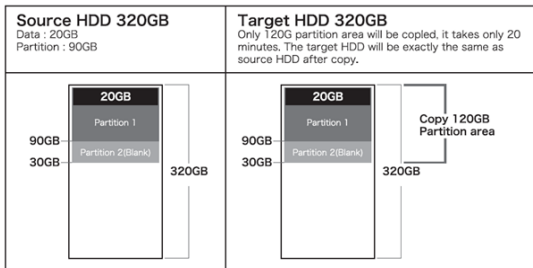 Source HDD 320GB
Data : 20GB
Partition : 90GB
Target HDD 320GB
Only 120G partition area will be copled, it takes only 20
minutes. The target HDD will be exactly the same as
source HDD after copy.
20GB
Partition 1
90GB
Partition 2(Blank)
30GB
320GB
20GB
Partition 1
90GB
Partition 2(Blank)
30GB
320GB
Copy 120GB
Partition area